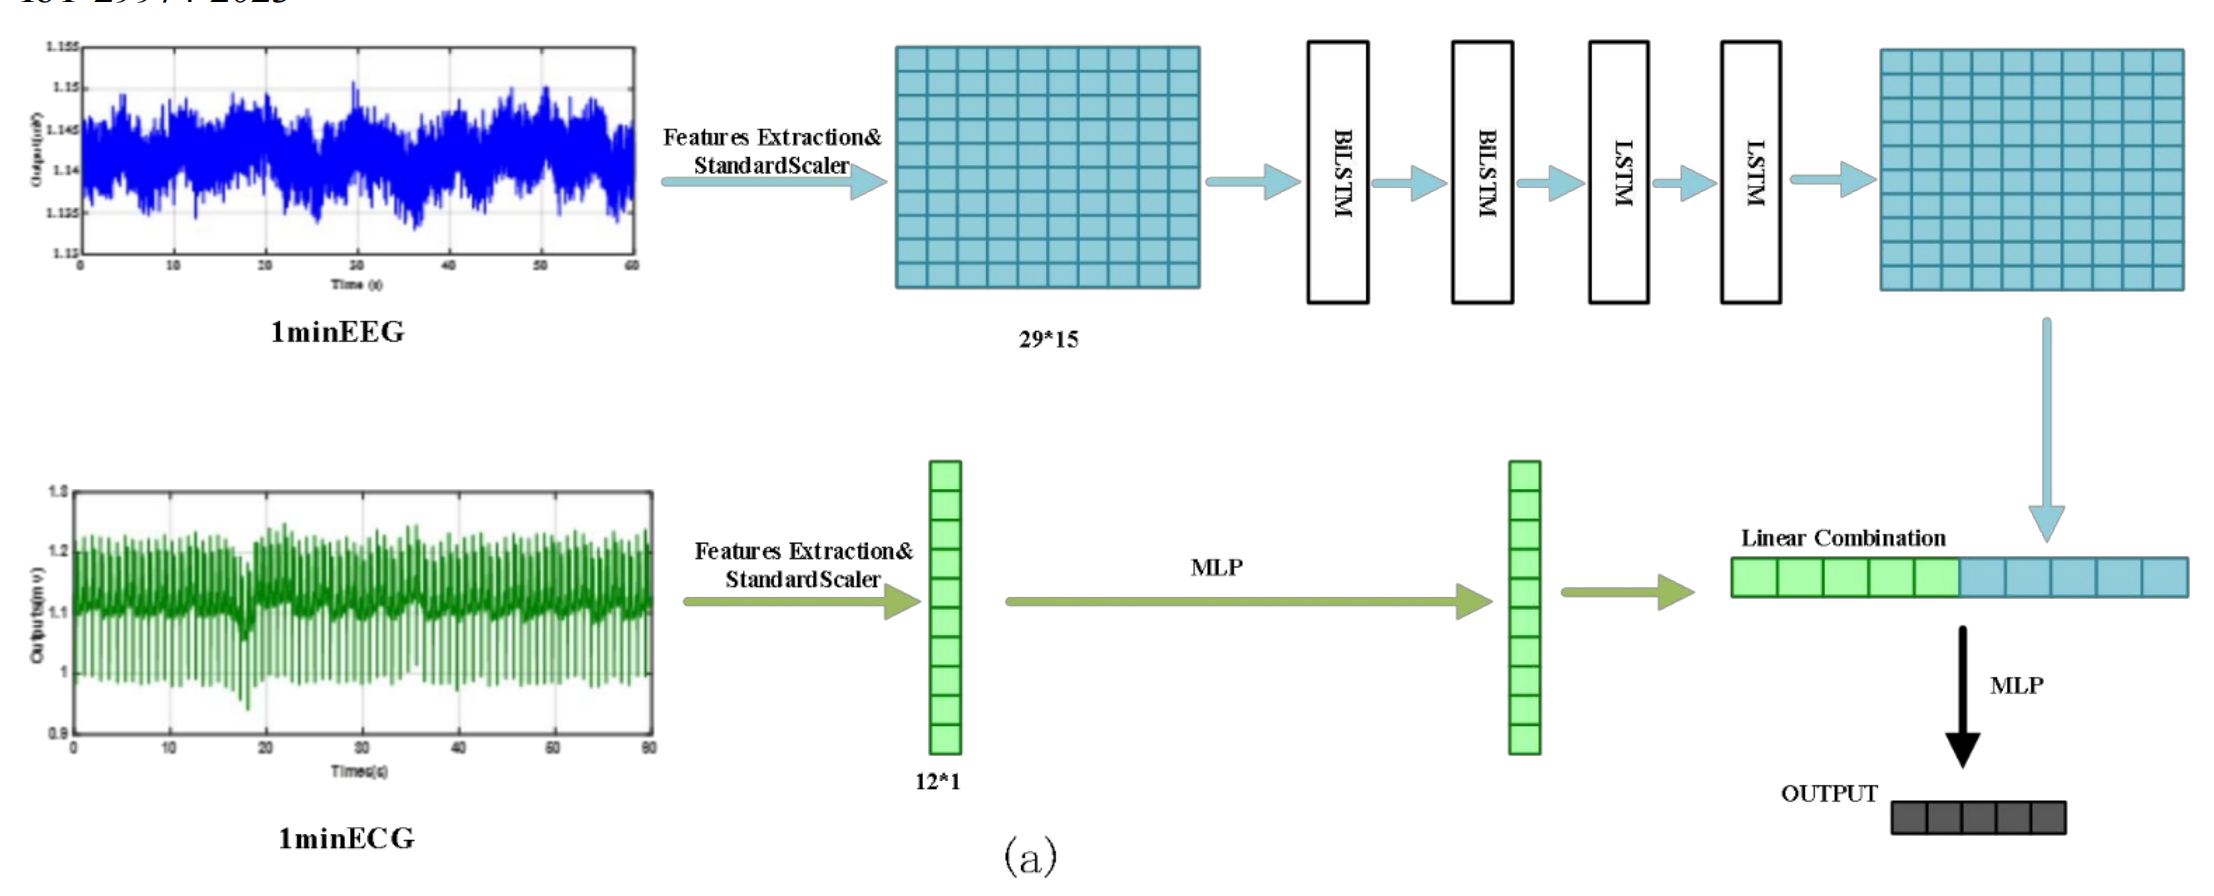 1.155
1.15
1.145
1.14
1.135
1.13
0 10 20 30 40 50 60
Time (s)
1minEEG
Features Extraction&
StandardScaler
29*15
BiLSTM
BiLSTM
LSTM
LSTM
1.3
1.2
1.1
1
0.9
Outputs(mv)
0 10 20 30 40 50 60
Times(s)
1minECG
Features Extraction&
StandardScaler
12*1
MLP
Linear Combination
MLP
OUTPUT
(a)